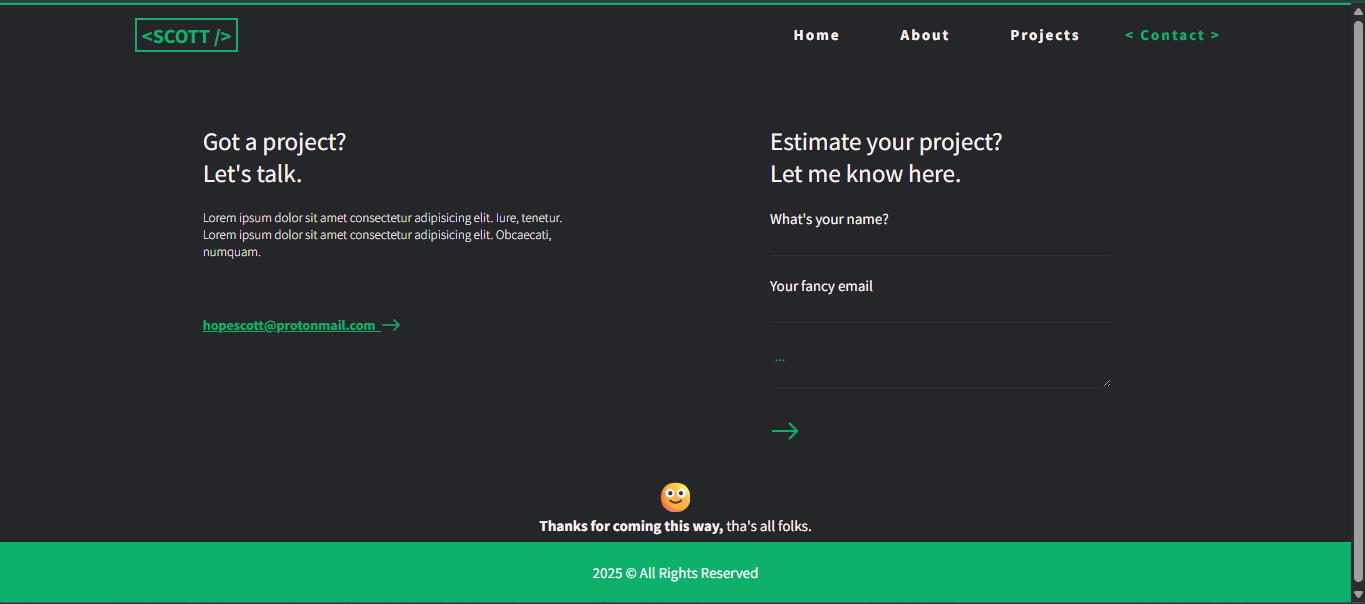 <SCOTT />
Home About Projects < Contact >
Got a project?
Let's talk.
Lorem ipsum dolor sit amet consectetur adipisicing elit. Iure, tenetur.
Lorem ipsum dolor sit amet consectetur adipisicing elit. Obcaecati,
numquam.
hopescott@protonmail.com
Estimate your project?
Let me know here.
What's your name?
Your fancy email
...
Thanks for coming this way, tha's all folks.
2025 © All Rights Reserved